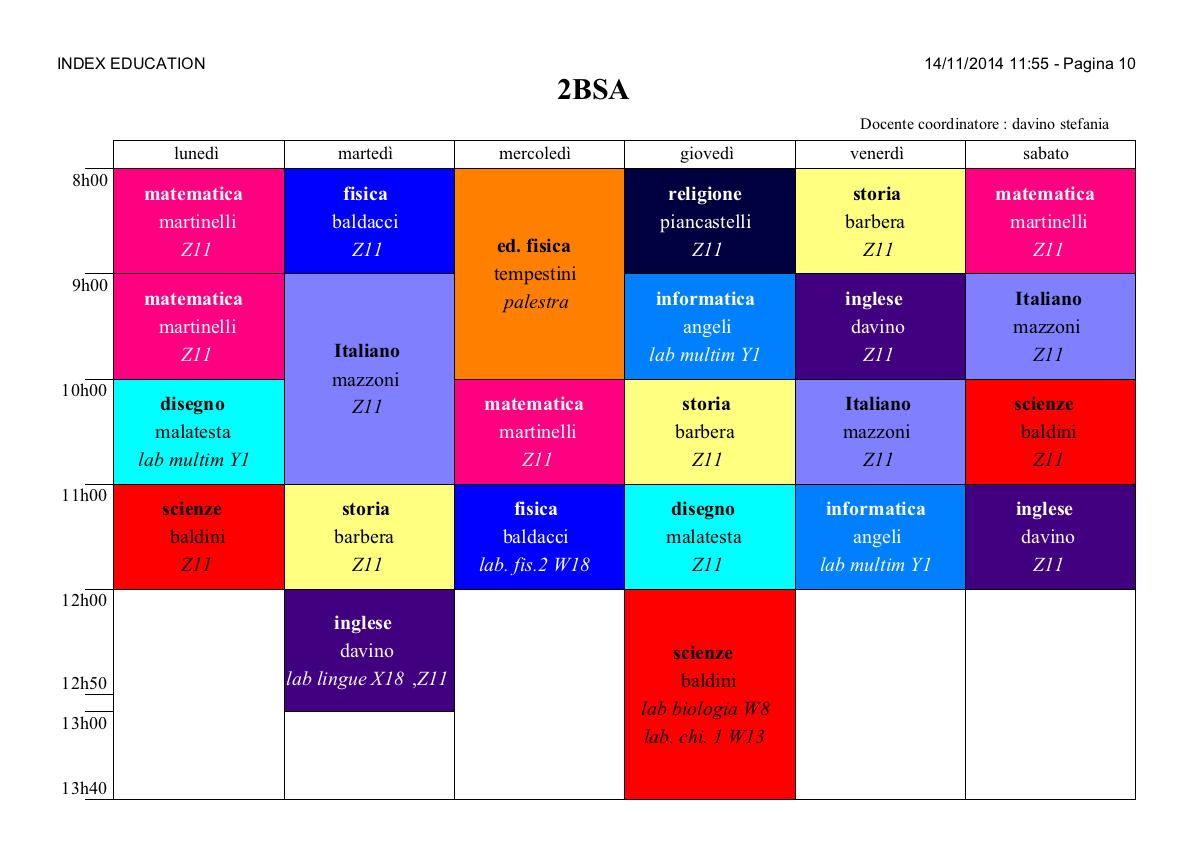 INDEX EDUCATION
14/11/2014 11:55 - Pagina 10
2BSA
Docente coordinatore : davino stefania
lunedì martedì mercoledì giovedì venerdì sabato
8h00
matematica
martinelli
Z11
fisica
baldacci
Z11
ed. fisica
tempestini
palestra
religione
piancastelli
Z11
storia
barbera
Z11
matematica
martinelli
Z11
9h00
matematica
martinelli
Z11
Italiano
mazzoni
Z11
informatica
angeli
lab multim Y1
inglese
davino
Z11
Italiano
mazzoni
Z11
10h00
disegno
malatesta
lab multim Y1
matematica
martinelli
Z11
storia
barbera
Z11
Italiano
mazzoni
Z11
scienze
baldini
Z11
11h00
scienze
baldini
Z11
storia
barbera
Z11
fisica
baldacci
lab. fis.2 W18
disegno
malatesta
Z11
informatica
angeli
lab multim Y1
inglese
davino
Z11
12h00
inglese
davino
lab lingue X18 ,Z11
scienze
baldini
lab biologia W8
lab. chi. 1 W13
12h50
13h00
13h40